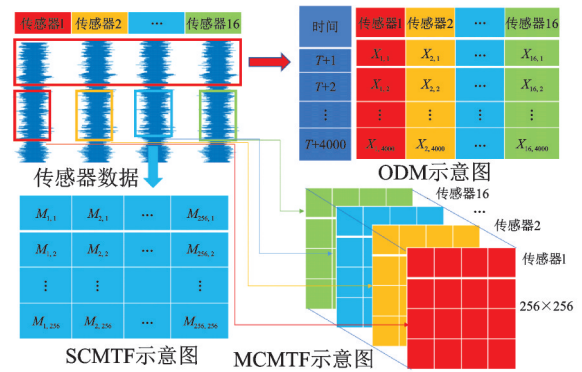 传感器1 传感器2 … 传感器16
时间 传感器1 传感器2 … 传感器16
T+1 X1,1 X2,1 … X16,1
T+2 X1,2 X2,2 … X16,2
⋮ ⋮ ⋮ ⋮ ⋮
T+4000 X1,4000 X2,4000 … X16,4000
ODM示意图
传感器数据
M1,1 M2,1 … M256,1
M1,2 M2,2 … M256,2
⋮ ⋮ ⋮ ⋮
M1,256 M2,256 … M256,256
SCMTF示意图
传感器16
…
传感器2
传感器1
256×256
MCMTF示意图